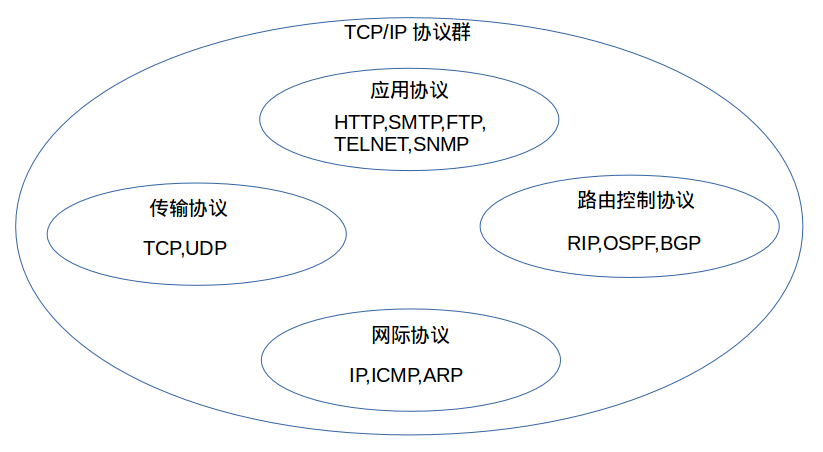 TCP/IP 协议群
应用协议
HTTP,SMTP,FTP,
TELNET,SNMP
传输协议
TCP,UDP
路由控制协议
RIP,OSPF,BGP
网际协议
IP,ICMP,ARP